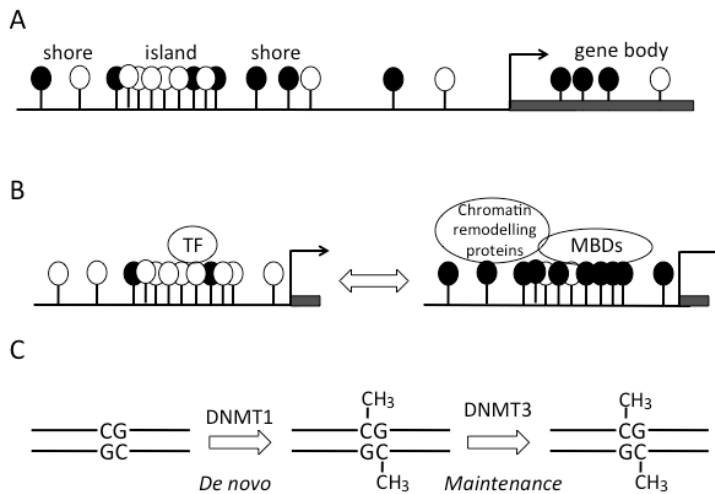 A
shore island shore gene body
B
TF
Chromatin
remodelling
proteins
MBDs
C
CH3
CG
GC
DNMT1
De novo
CH3
CG
GC
CH3
DNMT3
Maintenance
CG
GC
CH3